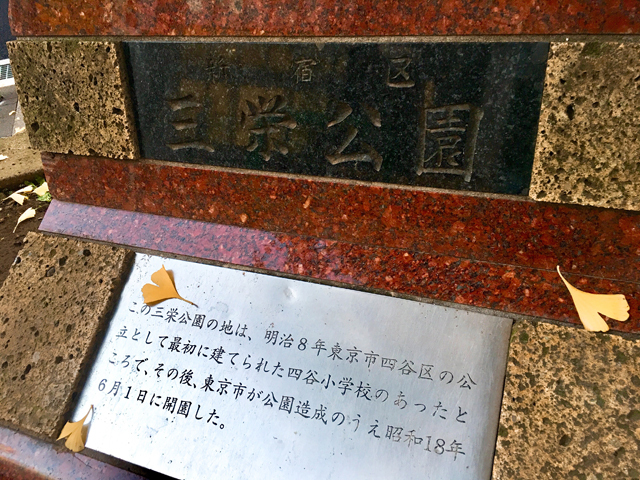 新宿区
三栄公園
この三栄公園の地は、明治8年東京市四谷区の公
立として最初に建てられた四谷小学校のあったと
ころで、その後、東京市が公園造成のうえ昭和18年
6月1日に開園した。